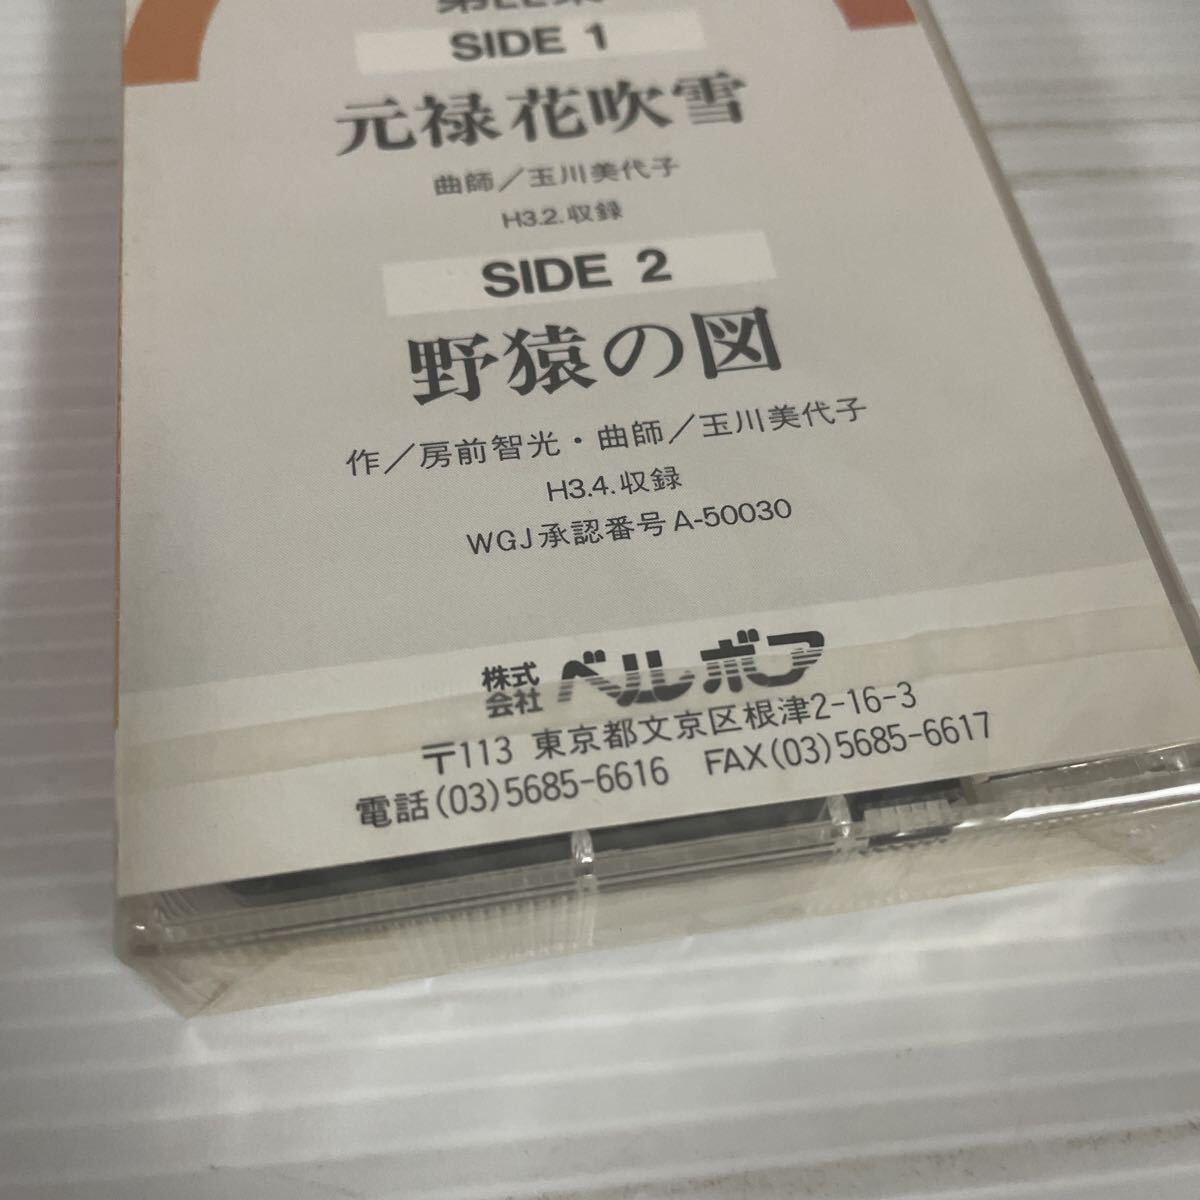 SIDE 1
元禄花吹雪
曲師／玉川美代子
H3.2.収録
SIDE 2
野猿の図
作／房前智光・曲師／玉川美代子
H3.4.収録
WGJ承認番号A-50030
株式会社 ベルボア
〒113 東京都文京区根津2-16-3
電話(03)5685-6616 FAX(03)5685-6617